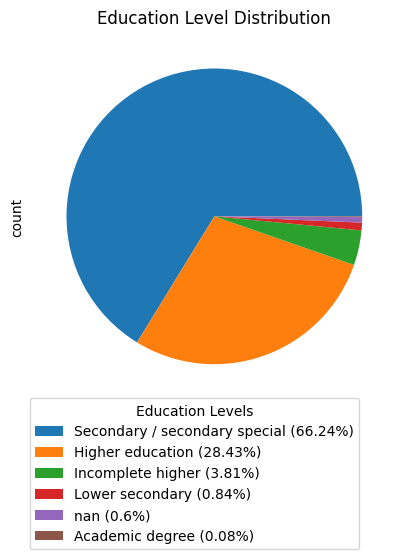 Education Level Distribution
count
Education Levels
Secondary / secondary special (66.24%)
Higher education (28.43%)
Incomplete higher (3.81%)
Lower secondary (0.84%)
nan (0.6%)
Academic degree (0.08%)